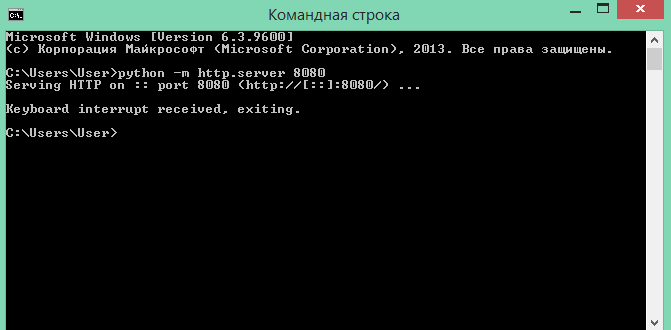 Командная строка
Microsoft Windows [Version 6.3.9600]
(c) Корпорация Майкрософт (Microsoft Corporation), 2013. Все права защищены.
C:\Users\User>python -m http.server 8080
Serving HTTP on :: port 8080 (http://[::]:8080/) ...
Keyboard interrupt received, exiting.
C:\Users\User>